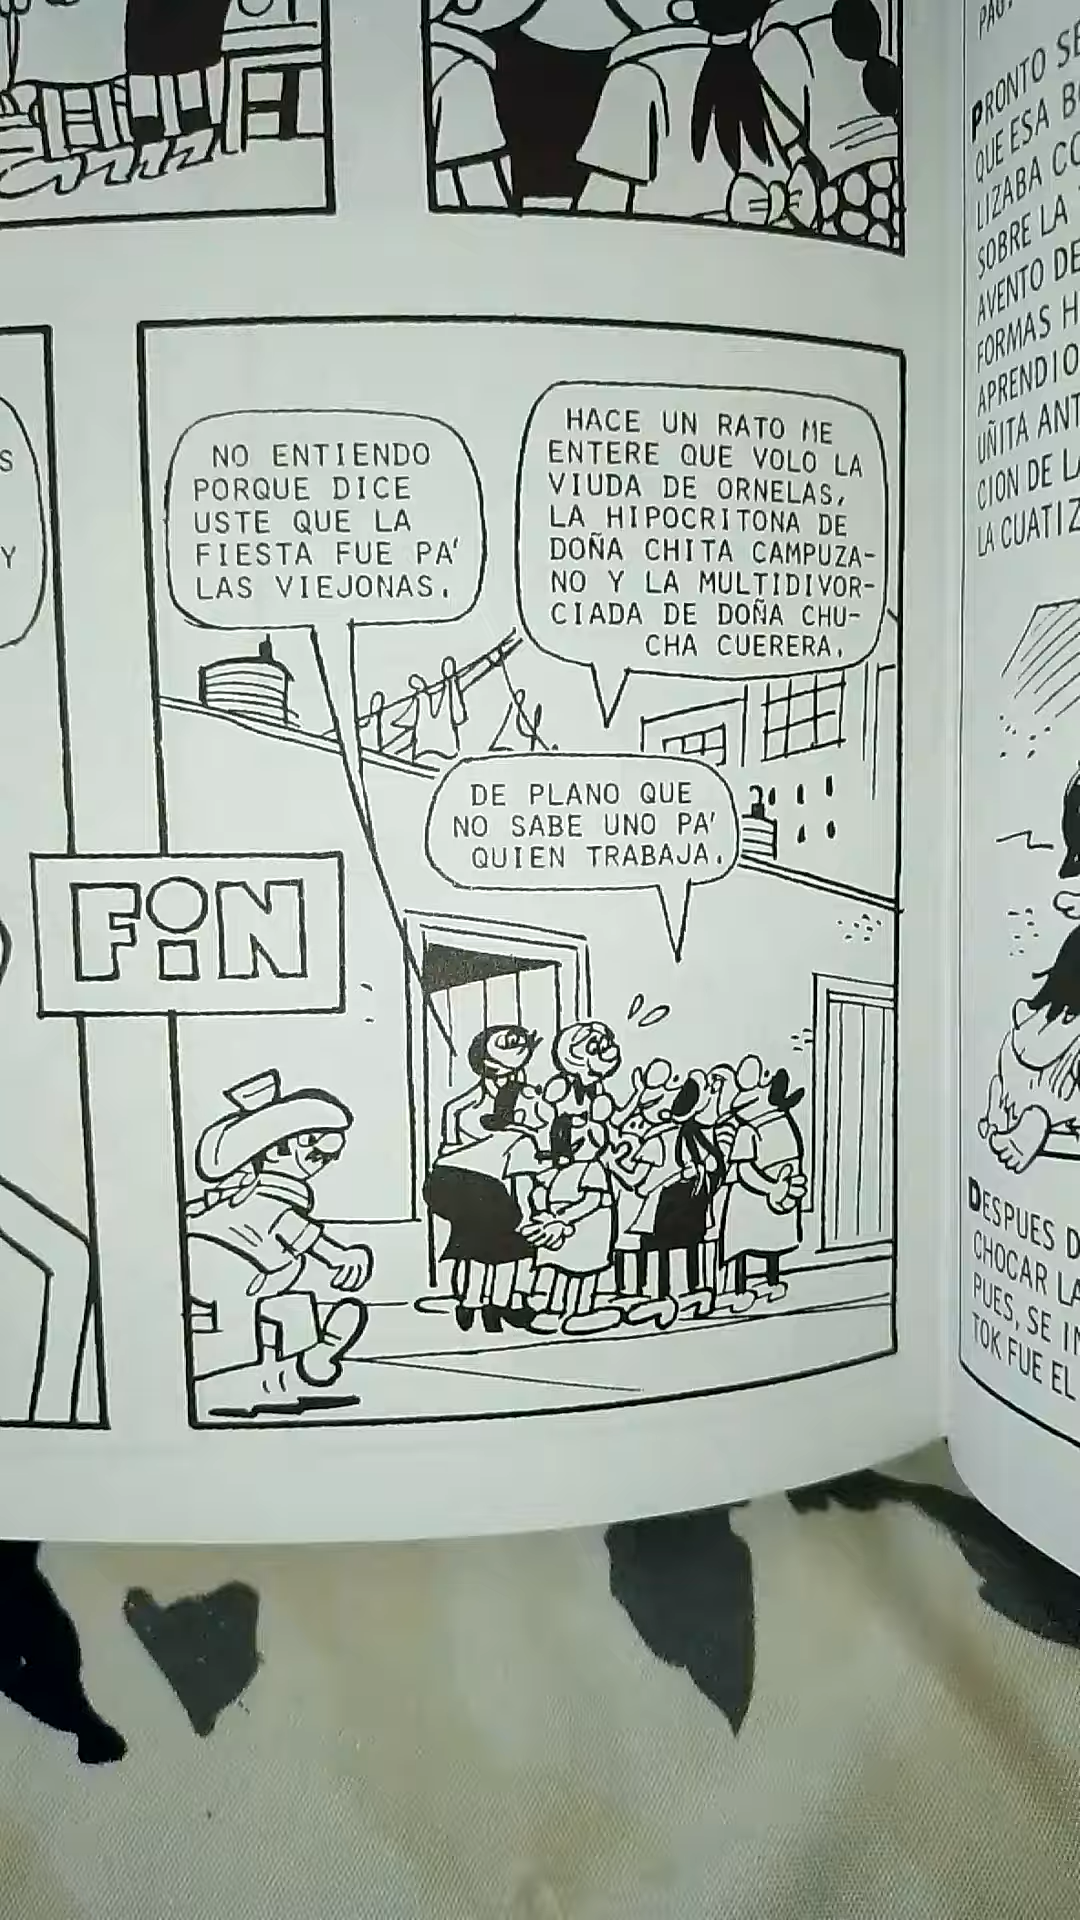 NO ENTIENDO
PORQUE DICE
USTE QUE LA
FIESTA FUE PA'
LAS VIEJONAS.
HACE UN RATO ME
ENTERE QUE VOLO LA
VIUDA DE ORNELAS,
LA HIPOCRITONA DE
DOÑA CHITA CAMPUZA-
NO Y LA MULTIDIVOR-
CIADA DE DOÑA CHU-
CHA CUERERA.
DE PLANO QUE
NO SABE UNO PA'
QUIEN TRABAJA.
FIN
S
Y
PRONTO SE
QUE ESA
LIZABA
SOBRE LA
AVENTO DE
FORMAS H
APRENDIO
UÑITA ANT
CION DE LA
LA CUATIZ
DESPUES D
CHOCAR LA
PUES, SE
TOK FUE EL